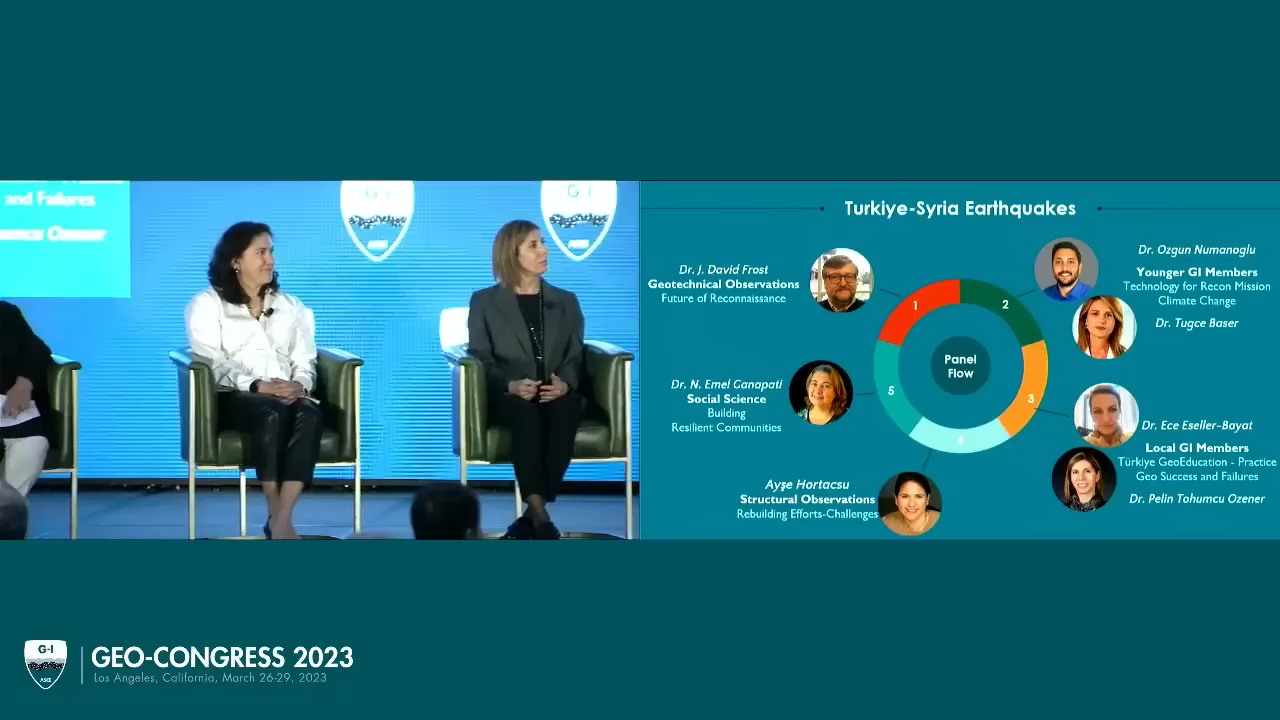 and Failures
Ozener
G-I
ASCE
G-I
ASCE
Turkiye-Syria Earthquakes
Dr. J. David Frost
Geotechnical Observations
Future of Reconnaissance
Dr. Ozgun Numanoglu
Younger GI Members
Technology for Recon Mission
Climate Change
Dr. Tugce Baser
1
2
3
4
5
Panel
Flow
Dr. N. Emel Ganapati
Social Science
Building
Resilient Communities
Dr. Ece Eseller-Bayat
Local GI Members
Türkiye GeoEducation - Practice
Geo Success and Failures
Dr. Pelin Tohumcu Ozener
Ayşe Hortacsu
Structural Observations
Rebuilding Efforts-Challenges
G-I
ASCE
GEO-CONGRESS 2023
Los Angeles, California, March 26-29, 2023